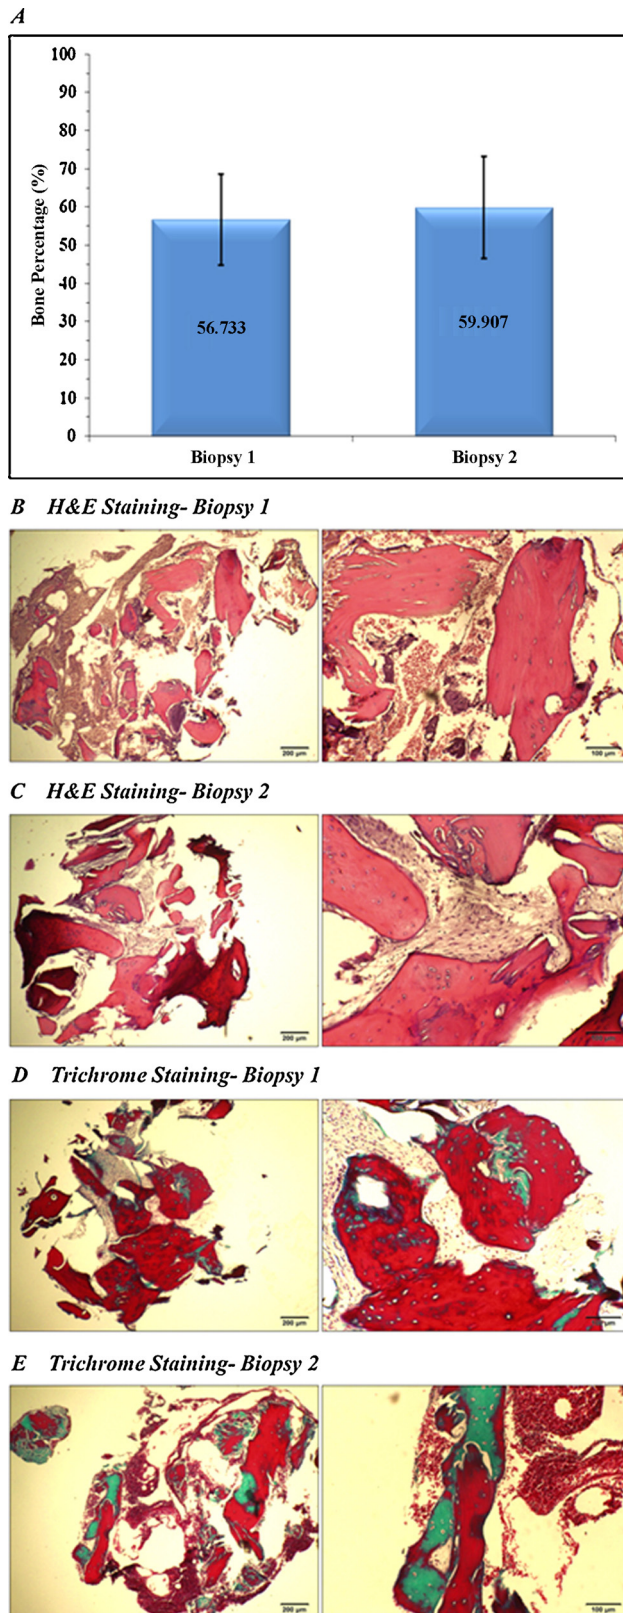 A
100
90
80
70
60
50
40
30
20
10
0
Bone Percentage (%)
56.733
59.907
Biopsy 1
Biopsy 2
B H&E Staining- Biopsy 1
200 µm
100 µm
C H&E Staining- Biopsy 2
200 µm
D Trichrome Staining- Biopsy 1
200 µm
E Trichrome Staining- Biopsy 2
200 µm
100 µm